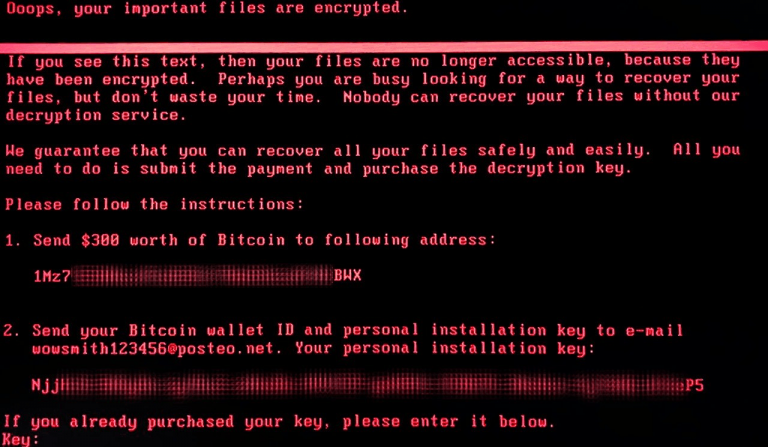 Ooops, your important files are encrypted.
If you see this text, then your files are no longer accessible, because they
have been encrypted. Perhaps you are busy looking for a way to recover your
files, but don't waste your time. Nobody can recover your files without our
decryption service.
We guarantee that you can recover all your files safely and easily. All you
need to do is submit the payment and purchase the decryption key.
Please follow the instructions:
1. Send $300 worth of Bitcoin to following address:
1Mz7 BWX
2. Send your Bitcoin wallet ID and personal installation key to e-mail
wowsmith123456@posteo.net. Your personal installation key:
Njj P5
If you already purchased your key, please enter it below.
Key: